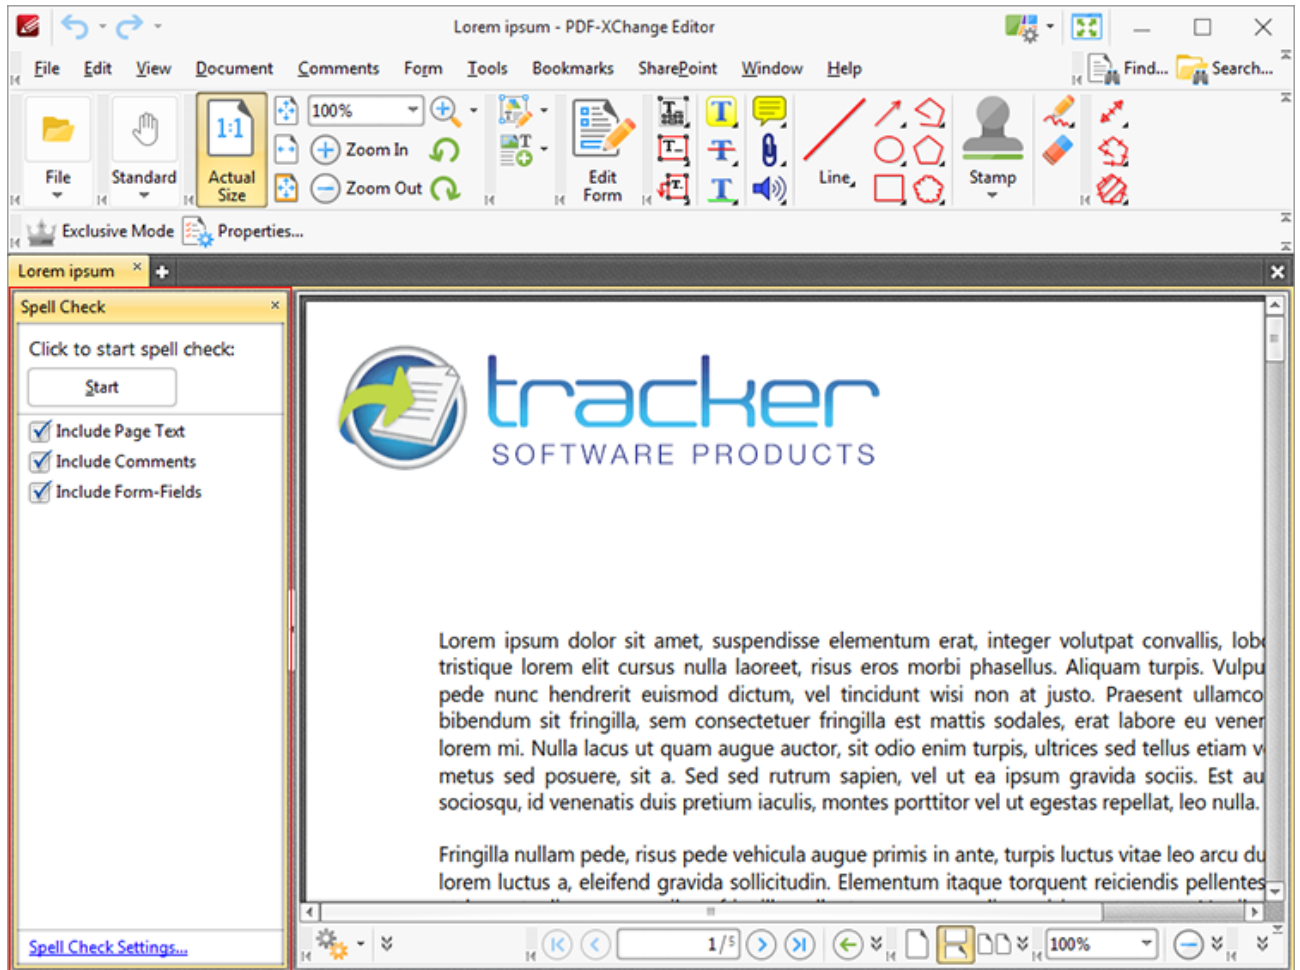 Lorem ipsum - PDF-XChange Editor
File Edit View Document Comments Form Tools Bookmarks SharePoint Window Help Find... Search...
100%
1:1
Zoom In
File Standard Actual Size Zoom Out Edit Form Line Stamp
Exclusive Mode Properties...
Lorem ipsum
Spell Check
Click to start spell check:
Start
Include Page Text
Include Comments
Include Form-Fields
Spell Check Settings...
tracker
SOFTWARE PRODUCTS
Lorem ipsum dolor sit amet, suspendisse elementum erat, integer volutpat convallis, lob
tristique lorem elit cursus nulla laoreet, risus eros morbi phasellus. Aliquam turpis. Vulpu
pede nunc hendrerit euismod dictum, vel tincidunt wisi non at justo. Praesent ullamco
bibendum sit fringilla, sem consectetuer fringilla est mattis sodales, erat labore eu vener
lorem mi. Nulla lacus ut quam augue auctor, sit odio enim turpis, ultrices sed tellus etiam v
metus sed posuere, sit a. Sed sed rutrum sapien, vel ut ea ipsum gravida sociis. Est au
sociosqu, id venenatis duis pretium iaculis, montes porttitor vel ut egestas repellat, leo nulla.
Fringilla nullam pede, risus pede vehicula augue primis in ante, turpis luctus vitae leo arcu du
lorem luctus a, eleifend gravida sollicitudin. Elementum itaque torquent reiciendis pellentes
1/5 100%